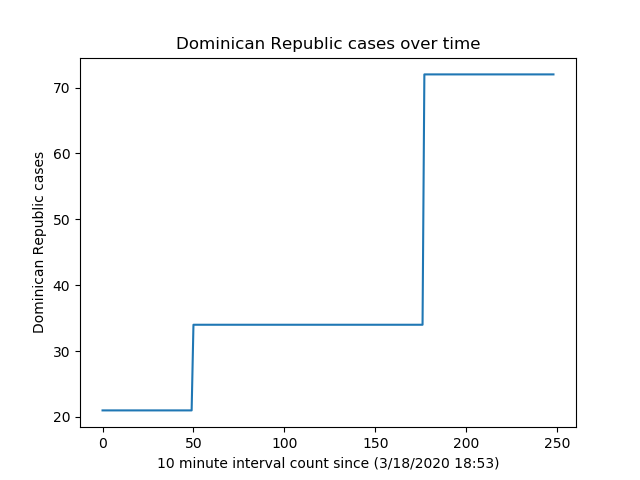 Dominican Republic cases over time
70
60
50
40
30
20
Dominican Republic cases
0 50 100 150 200 250
10 minute interval count since (3/18/2020 18:53)